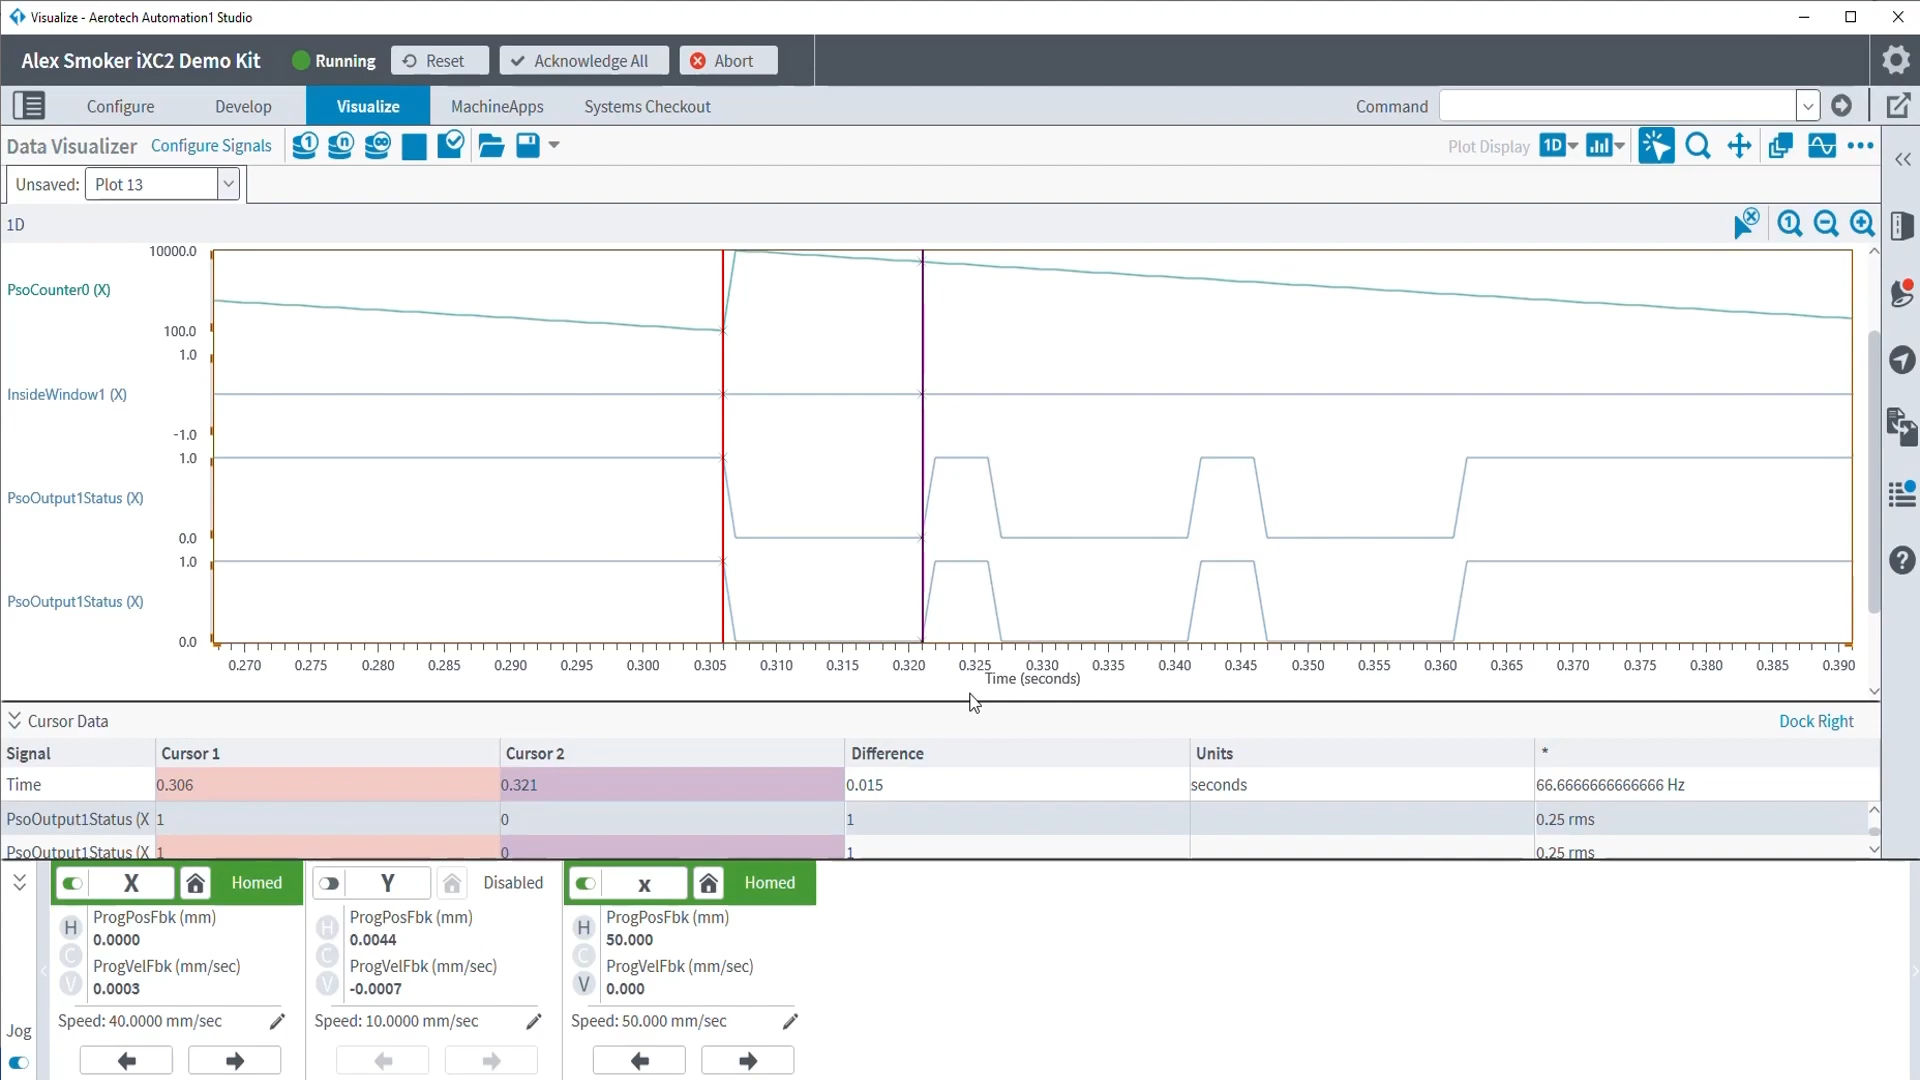 Visualize - Aerotech Automation1 Studio
Alex Smoker iXC2 Demo Kit Running Reset Acknowledge All Abort
Configure Develop Visualize MachineApps Systems Checkout Command
Data Visualizer Configure Signals 1 n ∞ Plot Display 1D
Unsaved: Plot 13
1D 1
10000.0
PsoCounter0 (X)
100.0
1.0
InsideWindow1 (X)
-1.0
1.0
PsoOutput1Status (X)
0.0
1.0
PsoOutput1Status (X)
0.0
0.270 0.275 0.280 0.285 0.290 0.295 0.300 0.305 0.310 0.315 0.320 0.325 0.330 0.335 0.340 0.345 0.350 0.355 0.360 0.365 0.370 0.375 0.380 0.385 0.390
Time (seconds)
Cursor Data Dock Right
Signal Cursor 1 Cursor 2 Difference Units *
Time 0.306 0.321 0.015 seconds 66.6666666666666 Hz
PsoOutput1Status (X 1 0 1 0.25 rms
PsoOutput1Status (X 1 0 1 0.25 rms
X Homed Y Disabled x Homed
H ProgPosFbk (mm) H ProgPosFbk (mm) H ProgPosFbk (mm)
0.0000 0.0044 50.000
C ProgVelFbk (mm/sec) C ProgVelFbk (mm/sec) C ProgVelFbk (mm/sec)
V 0.0003 V -0.0007 V 0.000
Speed: 40.0000 mm/sec Speed: 10.0000 mm/sec Speed: 50.000 mm/sec
Jog